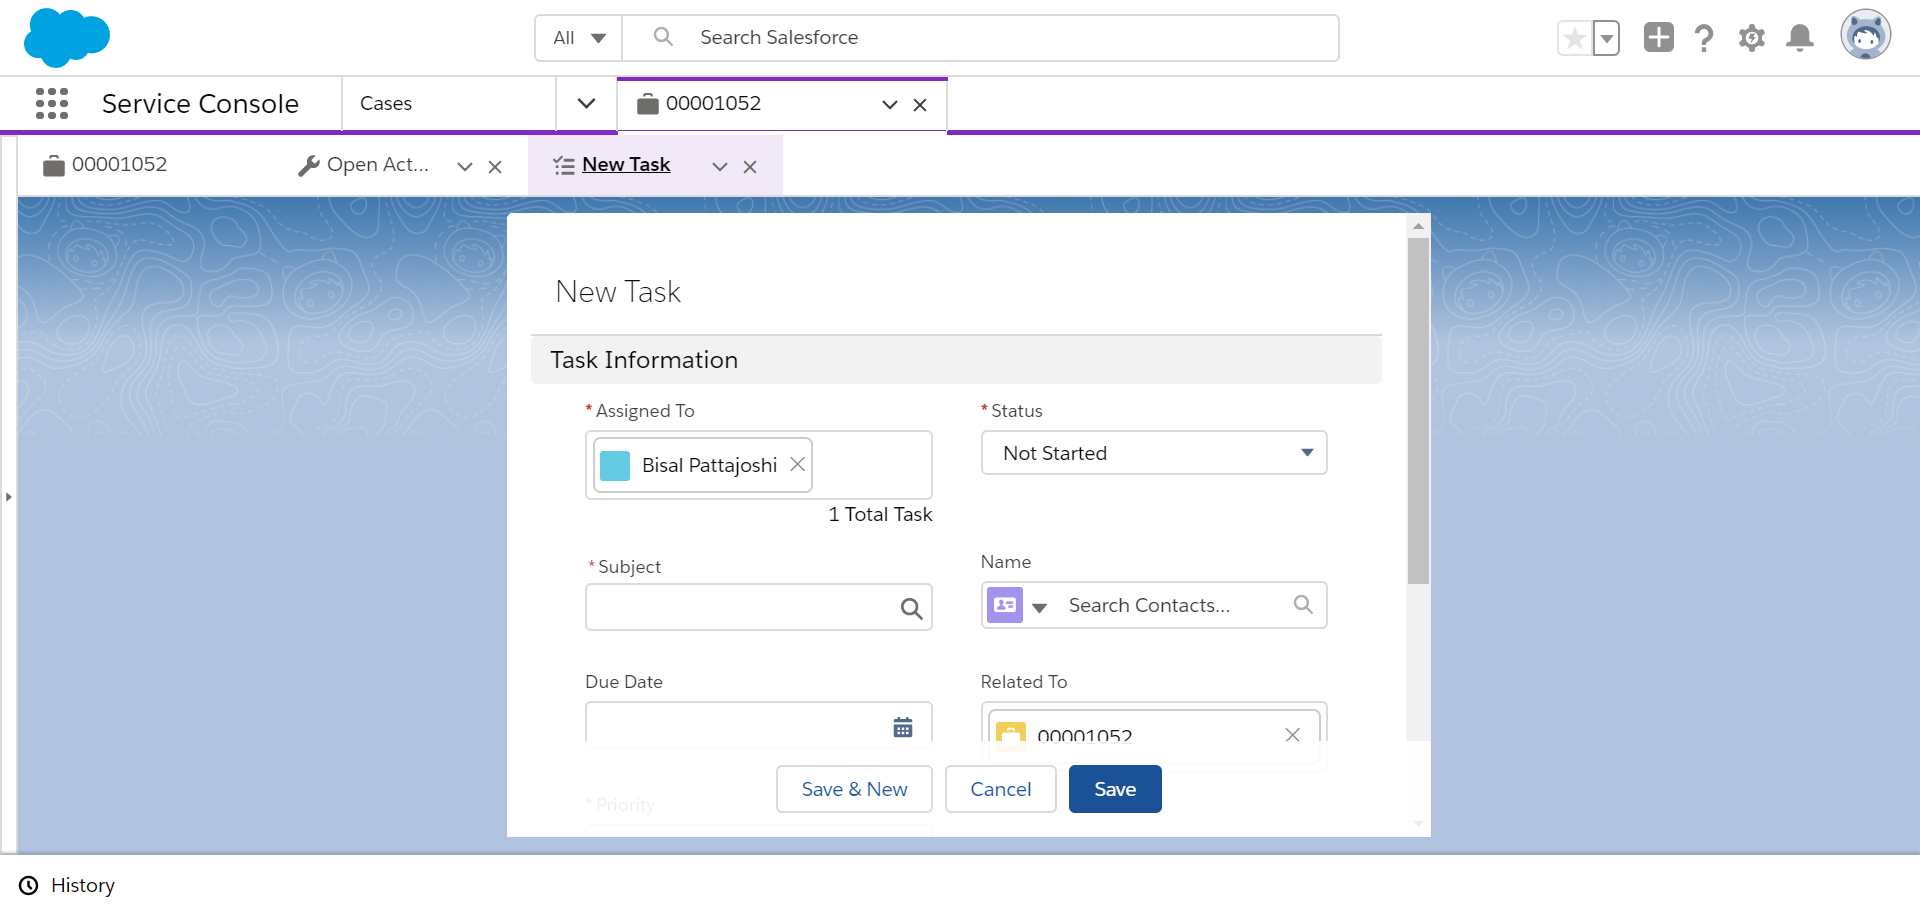 All
Search Salesforce
Service Console
Cases
00001052
00001052
Open Act...
New Task
New Task
Task Information
*Assigned To
*Status
Bisal Pattajoshi
Not Started
1 Total Task
*Subject
Name
Search Contacts...
Due Date
Related To
00001052
Save & New
Cancel
Save
*Priority
History